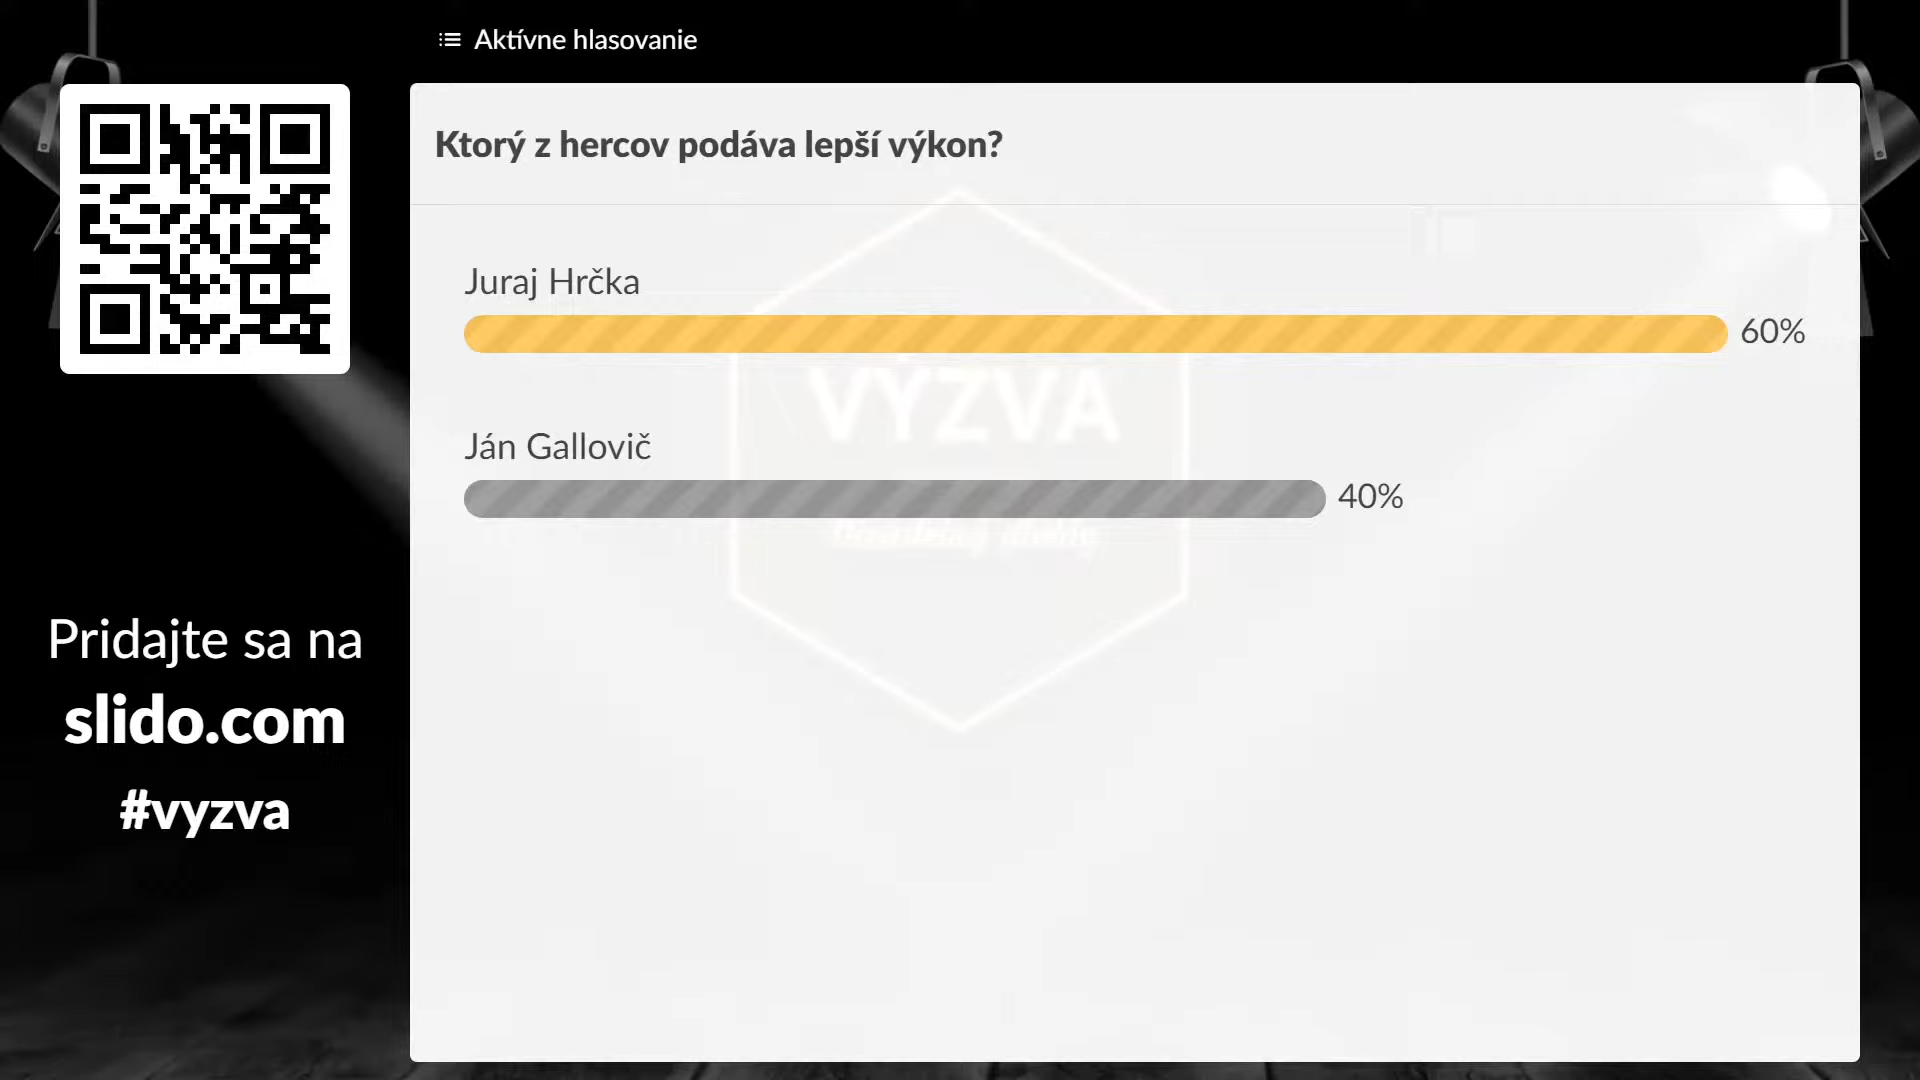 Aktívne hlasovanie
Ktorý z hercov podáva lepší výkon?
Juraj Hrčka
60%
VÝZVA
Ján Gallovič
40%
Pridajte sa na
slido.com
#vyzva